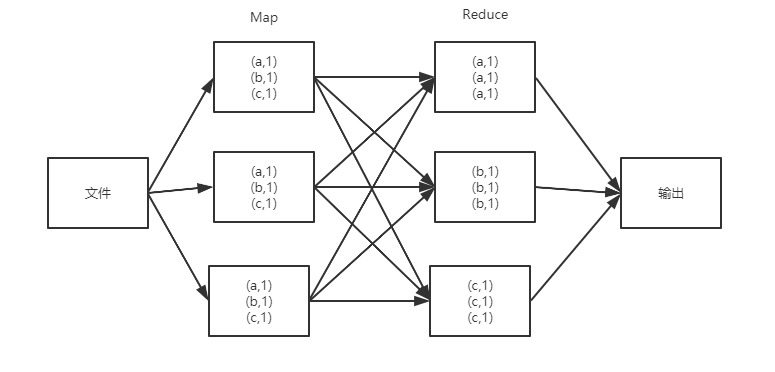 Map
Reduce
(a,1)
(b,1)
(c,1)
(a,1)
(a,1)
(a,1)
文件
(a,1)
(b,1)
(c,1)
(b,1)
(b,1)
(b,1)
输出
(a,1)
(b,1)
(c,1)
(c,1)
(c,1)
(c,1)